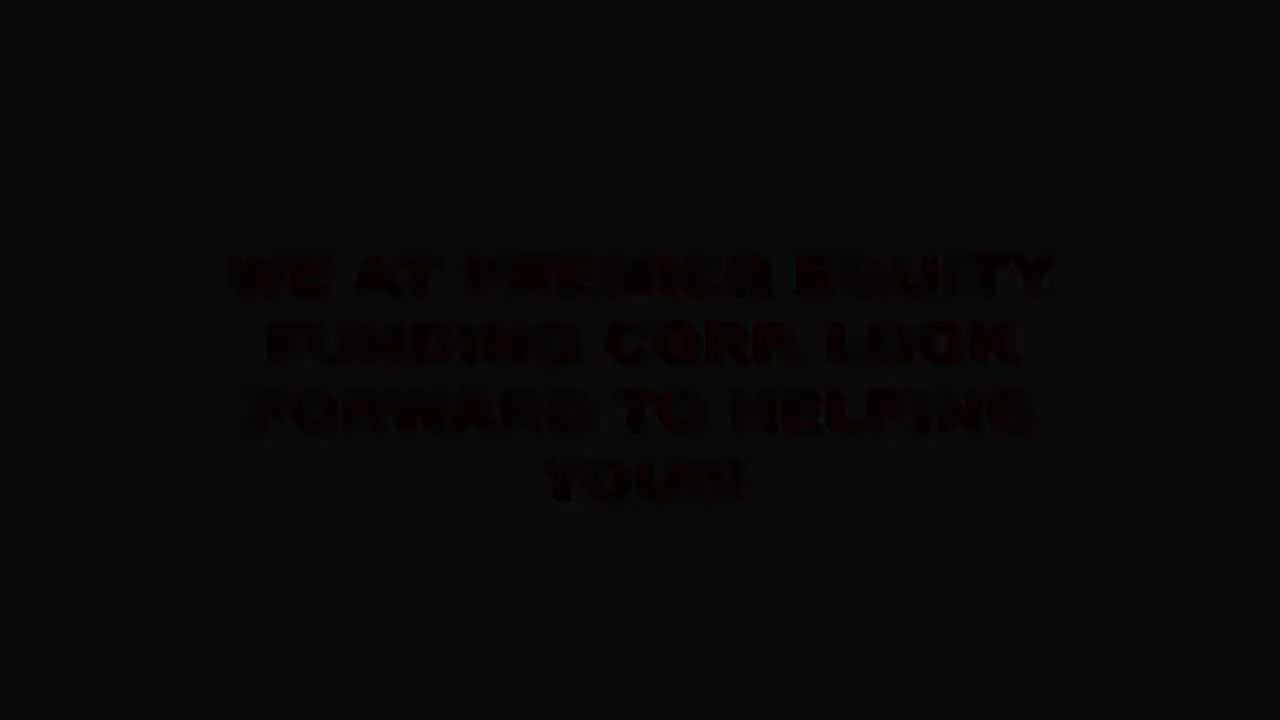 WE AT PREMIER EQUITY
FUNDING CORP. LOOK
FORWARD TO HELPING
YOU!!!